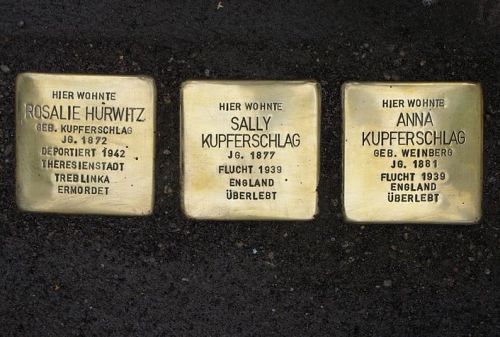 HIER WOHNTE
ROSALIE HURWITZ
GEB. KUPFERSCHLAG
JG. 1872
DEPORTIERT 1942
THERESIENSTADT
TREBLINKA
ERMORDET
HIER WOHNTE
SALLY
KUPFERSCHLAG
JG. 1877
FLUCHT 1939
ENGLAND
ÜBERLEBT
HIER WOHNTE
ANNA
KUPFERSCHLAG
GEB. WEINBERG
JG. 1881
FLUCHT 1939
ENGLAND
ÜBERLEBT